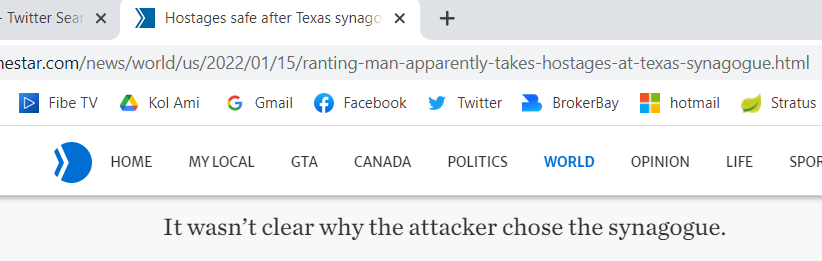 - Twitter Sear × Hostages safe after Texas synago × +
nestar.com/news/world/us/2022/01/15/ranting-man-apparently-takes-hostages-at-texas-synagogue.html
Fibe TV Kol Ami Gmail Facebook Twitter BrokerBay hotmail Stratus
HOME MY LOCAL GTA CANADA POLITICS WORLD OPINION LIFE SPOR
It wasn’t clear why the attacker chose the synagogue.